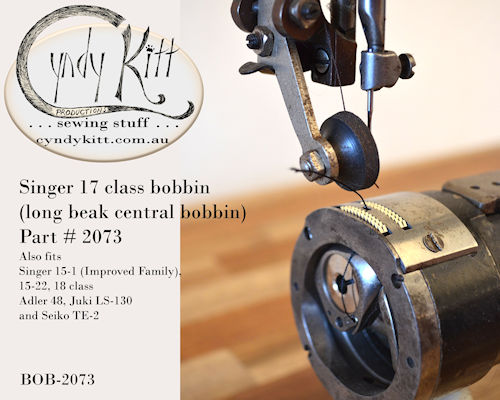 Cyndy Kitt
PRODUCTIONS
... sewing stuff ...
cyndykitt.com.au
Singer 17 class bobbin
(long beak central bobbin)
Part # 2073
Also fits
Singer 15-1 (Improved Family),
15-22, 18 class
Adler 48, Juki LS-130
and Seiko TE-2
BOB-2073